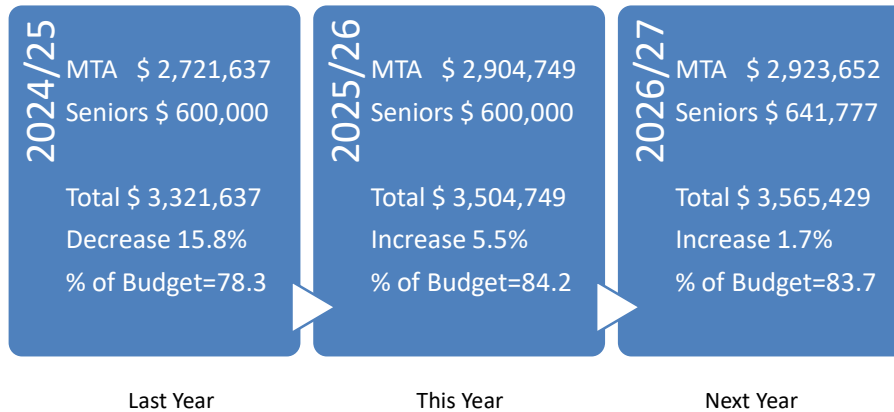 2024/25
MTA $ 2,721,637
Seniors $ 600,000
Total $ 3,321,637
Decrease 15.8%
% of Budget=78.3
2025/26
MTA $ 2,904,749
Seniors $ 600,000
Total $ 3,504,749
Increase 5.5%
% of Budget=84.2
2026/27
MTA $ 2,923,652
Seniors $ 641,777
Total $ 3,565,429
Increase 1.7%
% of Budget=83.7
Last Year
This Year
Next Year